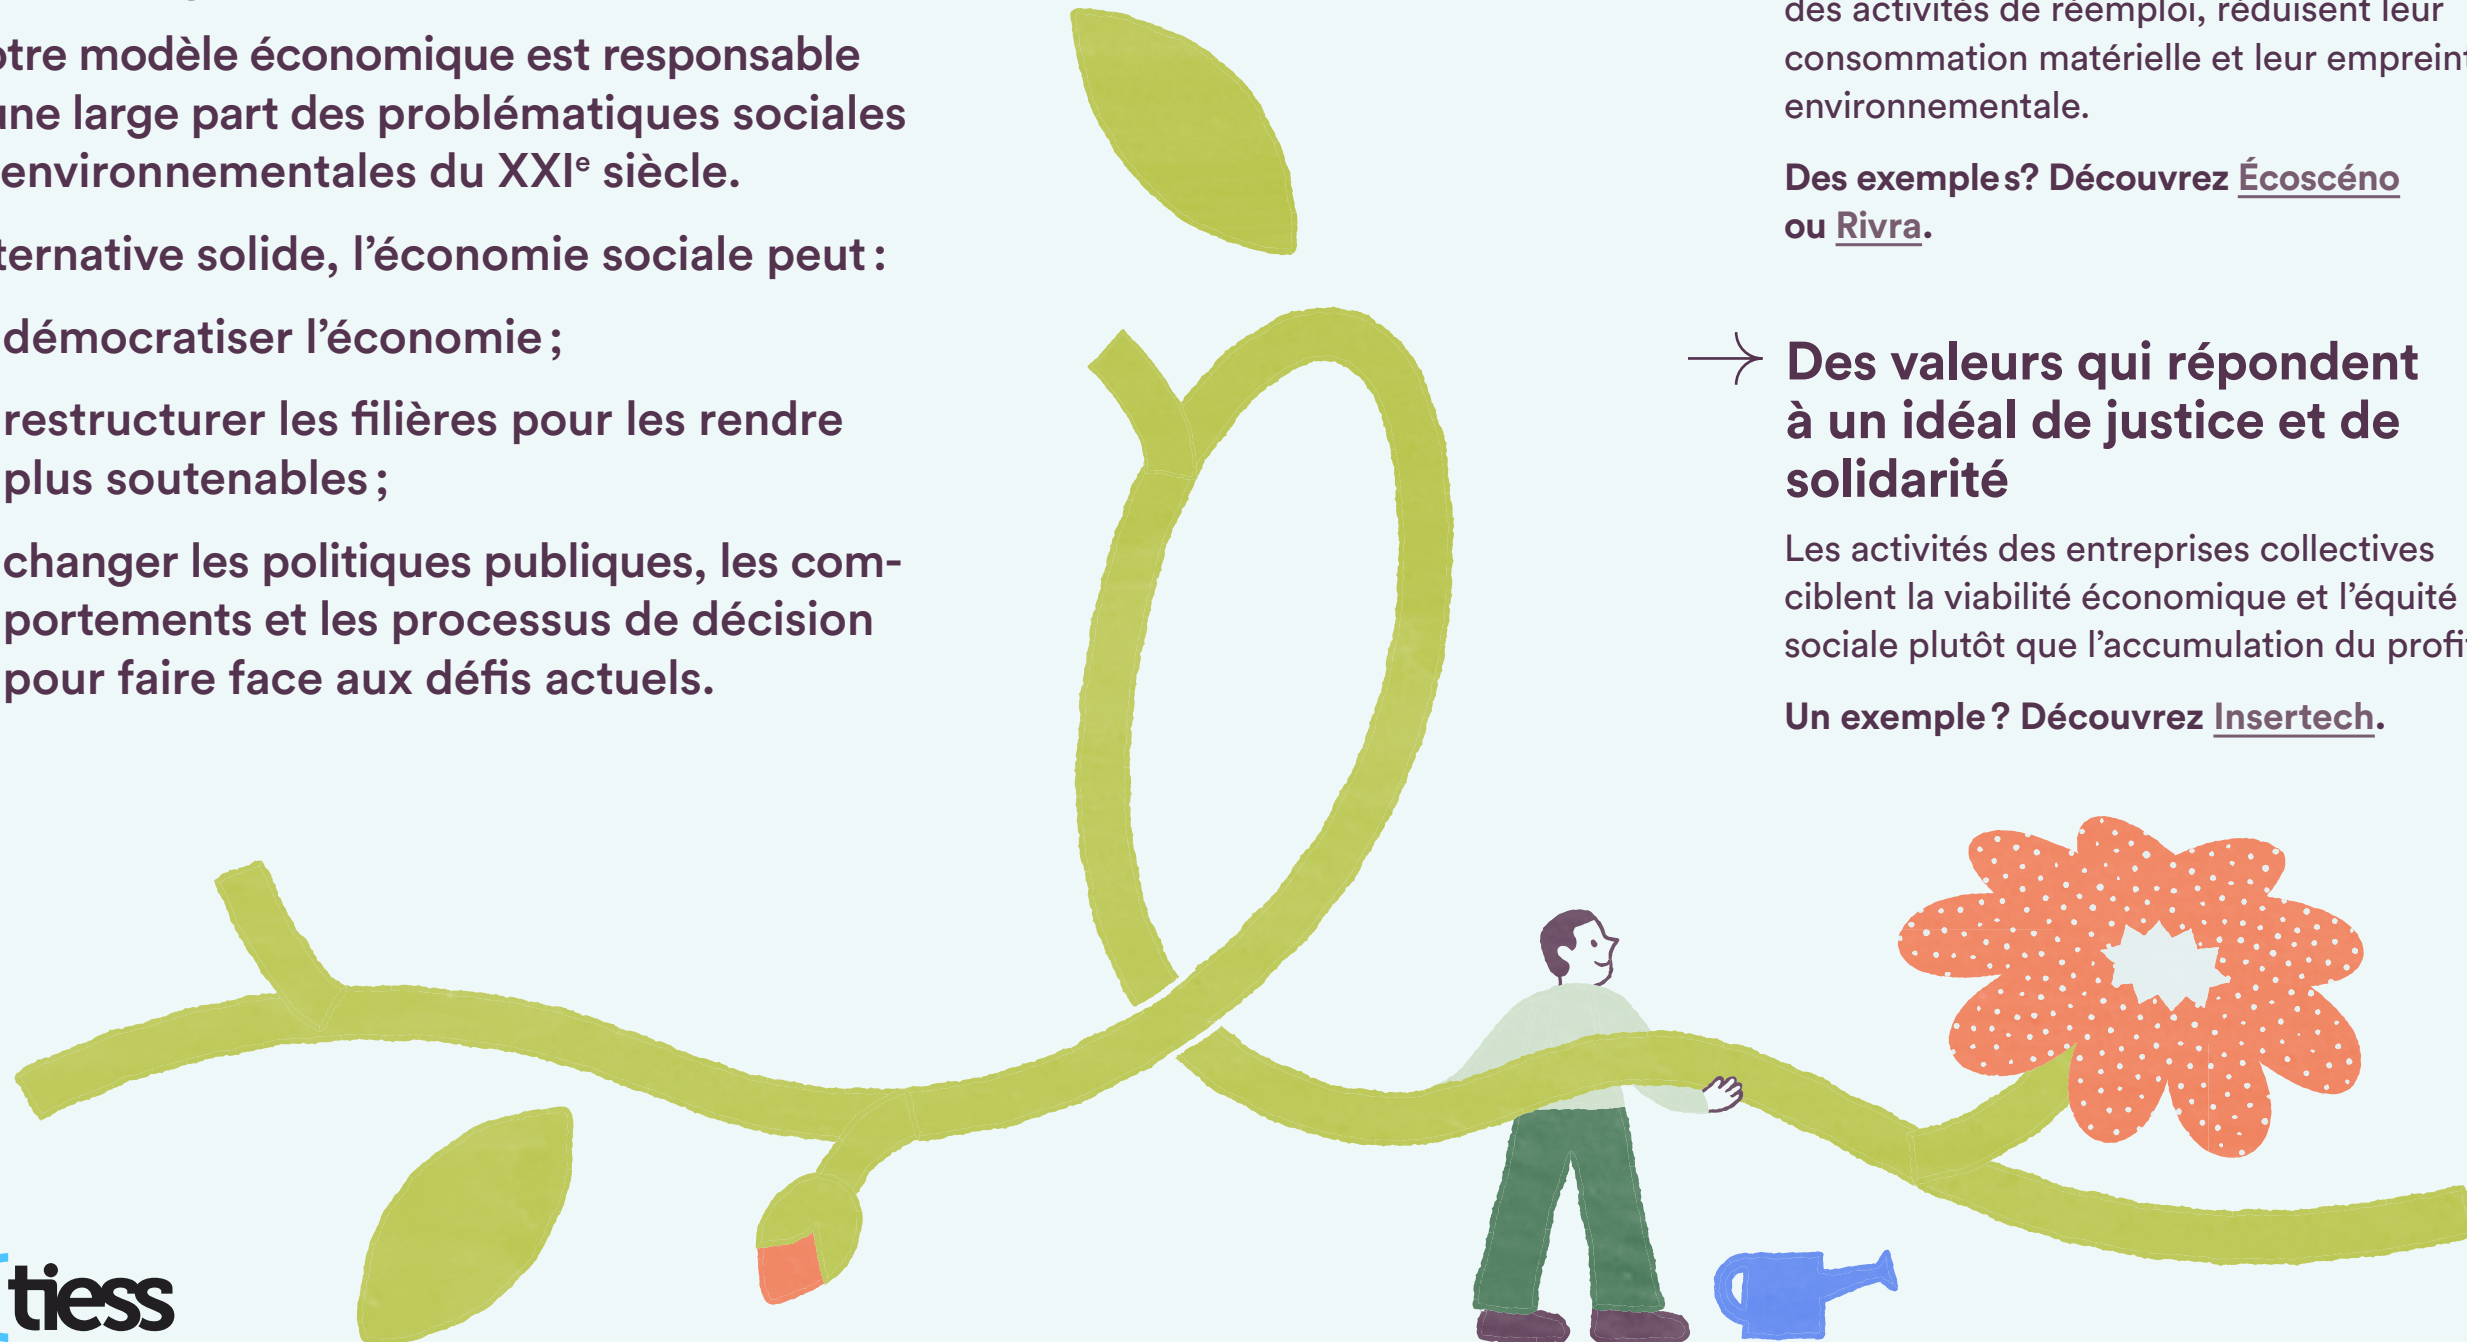 otre modèle économique est responsable
une large part des problématiques sociales
environnementales du XXIe siècle.
ternative solide, l’économie sociale peut :
démocratiser l’économie ;
restructurer les filières pour les rendre
plus soutenables ;
changer les politiques publiques, les com-
portements et les processus de décision
pour faire face aux défis actuels.
tiess
des activités de réemploi, réduisent leur
consommation matérielle et leur empreint
environnementale.
Des exemples? Découvrez Écoscéno
ou Rivra.
Des valeurs qui répondent
à un idéal de justice et de
solidarité
Les activités des entreprises collectives
ciblent la viabilité économique et l’équité
sociale plutôt que l’accumulation du profi
Un exemple ? Découvrez Insertech.